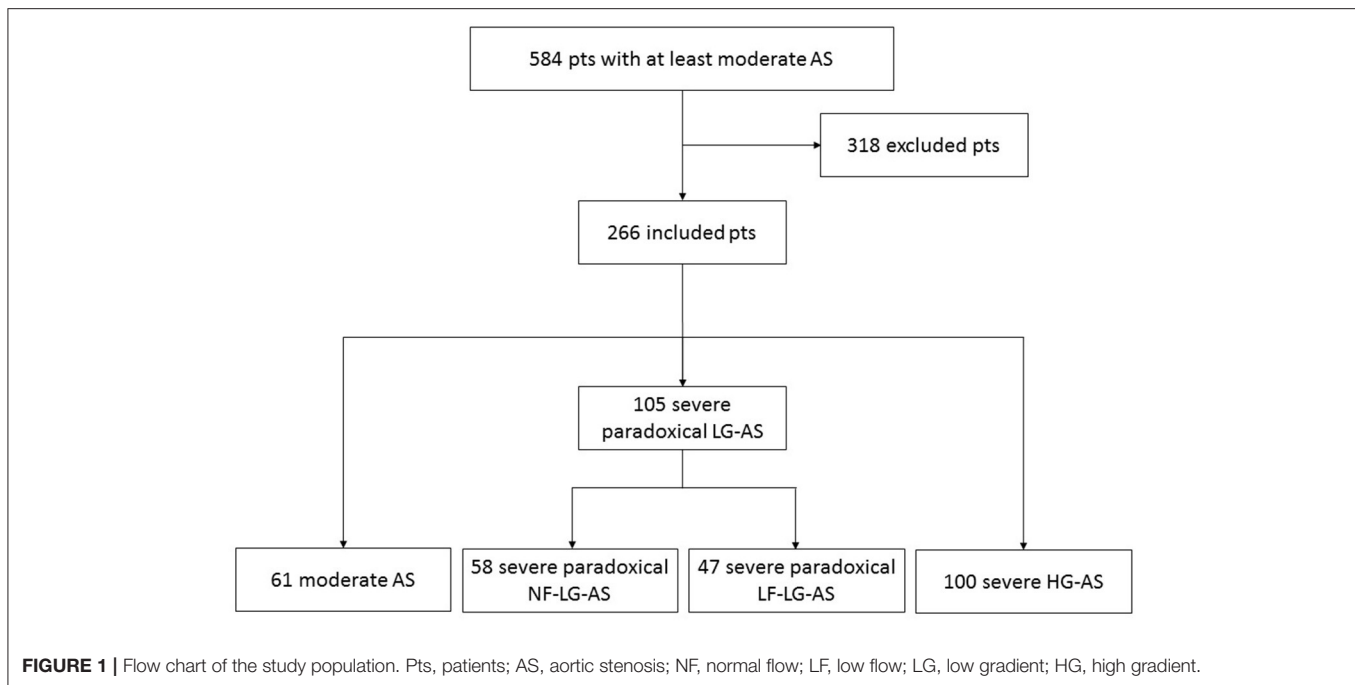 584 pts with at least moderate AS
318 excluded pts
266 included pts
105 severe
paradoxical LG-AS
61 moderate AS
58 severe paradoxical
NF-LG-AS
47 severe paradoxical
LF-LG-AS
100 severe HG-AS
FIGURE 1 | Flow chart of the study population. Pts, patients; AS, aortic stenosis; NF, normal flow; LF, low flow; LG, low gradient; HG, high gradient.